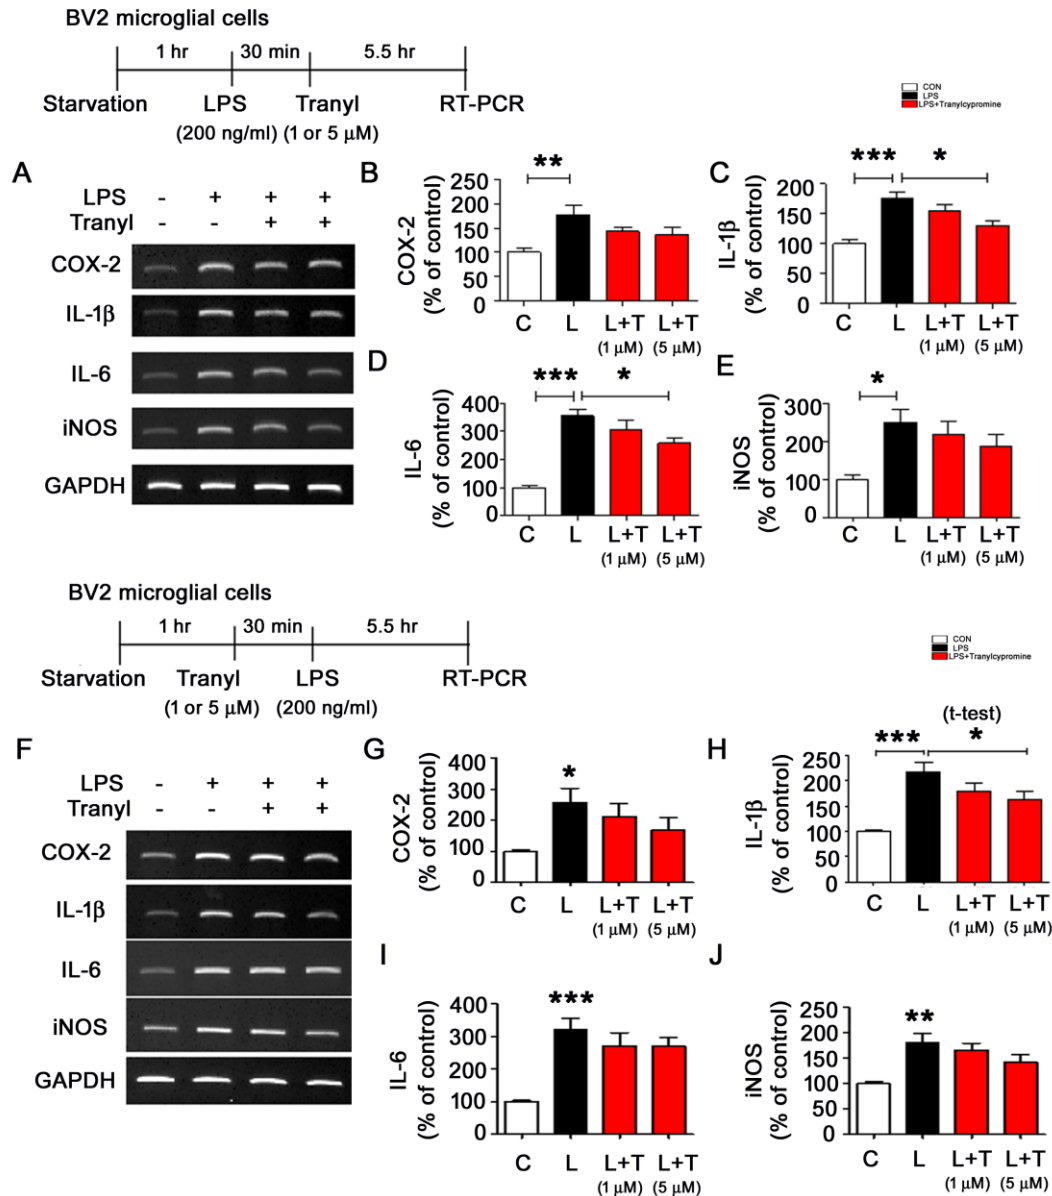 BV2 microglial cells
1 hr 30 min 5.5 hr
Starvation LPS Tranyl RT-PCR
(200 ng/ml) (1 or 5 μM)
CON
LPS
LPS+Tranylcypromine
A
LPS - + + +
Tranyl - - + +
COX-2
IL-1β
IL-6
iNOS
GAPDH
B
**
COX-2
(% of control)
250
200
150
100
50
0
C L L+T L+T
(1 μM) (5 μM)
C
*** *
IL-1β
(% of control)
200
150
100
50
0
C L L+T L+T
(1 μM) (5 μM)
D
*** *
IL-6
(% of control)
400
300
200
100
0
C L L+T L+T
(1 μM) (5 μM)
E
*
iNOS
(% of control)
300
200
100
0
C L L+T L+T
(1 μM) (5 μM)
BV2 microglial cells
1 hr 30 min 5.5 hr
Starvation Tranyl LPS RT-PCR
(1 or 5 μM) (200 ng/ml)
CON
LPS
LPS+Tranylcypromine
F
LPS - + + +
Tranyl - - + +
COX-2
IL-1β
IL-6
iNOS
GAPDH
G
*
COX-2
(% of control)
400
300
200
100
0
C L L+T L+T
(1 μM) (5 μM)
H
(t-test)
*** *
IL-1β
(% of control)
250
200
150
100
50
0
C L L+T L+T
(1 μM) (5 μM)
I
***
IL-6
(% of control)
400
300
200
100
0
C L L+T L+T
(1 μM) (5 μM)
J
**
iNOS
(% of control)
250
200
150
100
50
0
C L L+T L+T
(1 μM) (5 μM)